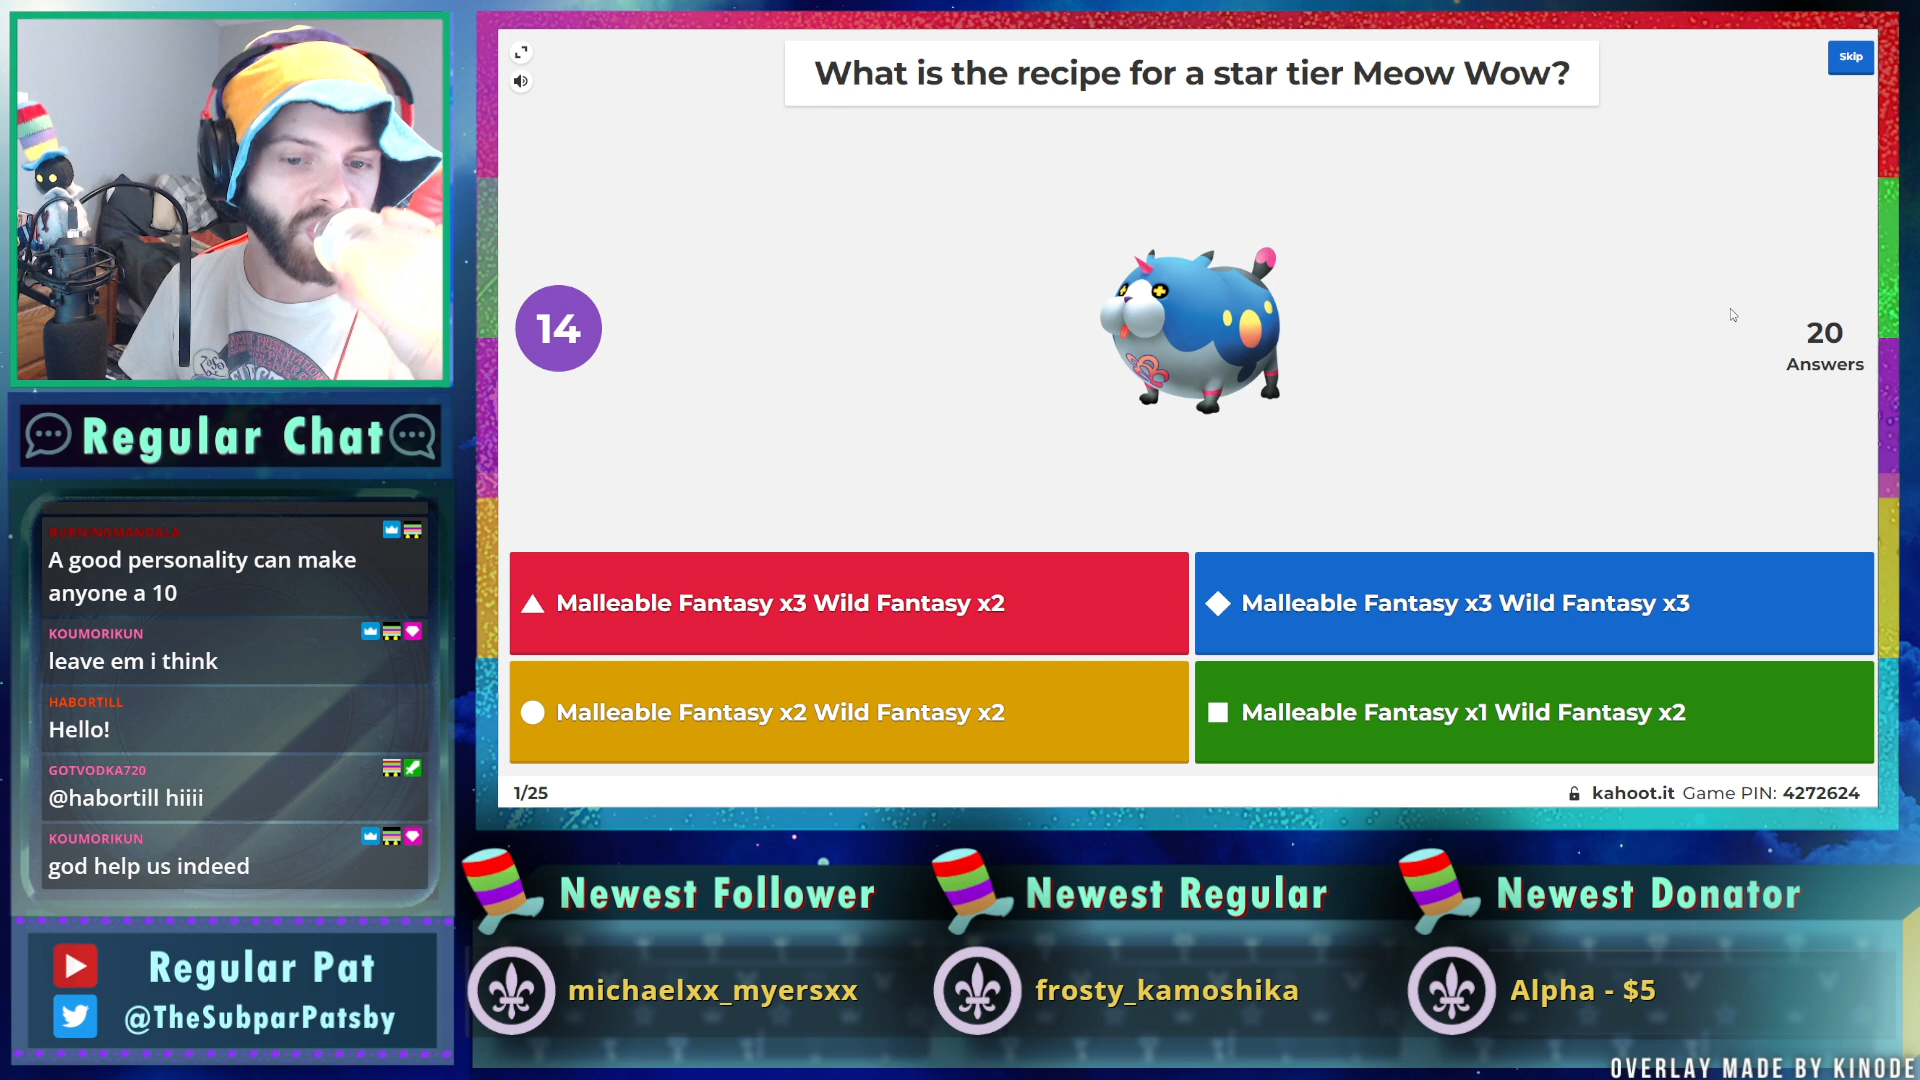 What is the recipe for a star tier Meow Wow?
Skip
14
20
Answers
Malleable Fantasy x3 Wild Fantasy x2
Malleable Fantasy x3 Wild Fantasy x3
Malleable Fantasy x2 Wild Fantasy x2
Malleable Fantasy x1 Wild Fantasy x2
1/25
kahoot.it Game PIN: 4272624
Regular Chat
BURNINGMANDALA
A good personality can make
anyone a 10
KOUMORIKUN
leave em i think
HABORTILL
Hello!
GOTVODKA720
@habortill hiiii
KOUMORIKUN
god help us indeed
Regular Pat
@TheSubparPatsby
Newest Follower
michaelxx_myersxx
Newest Regular
frosty_kamoshika
Newest Donator
Alpha - $5
OVERLAY MADE BY KINODE